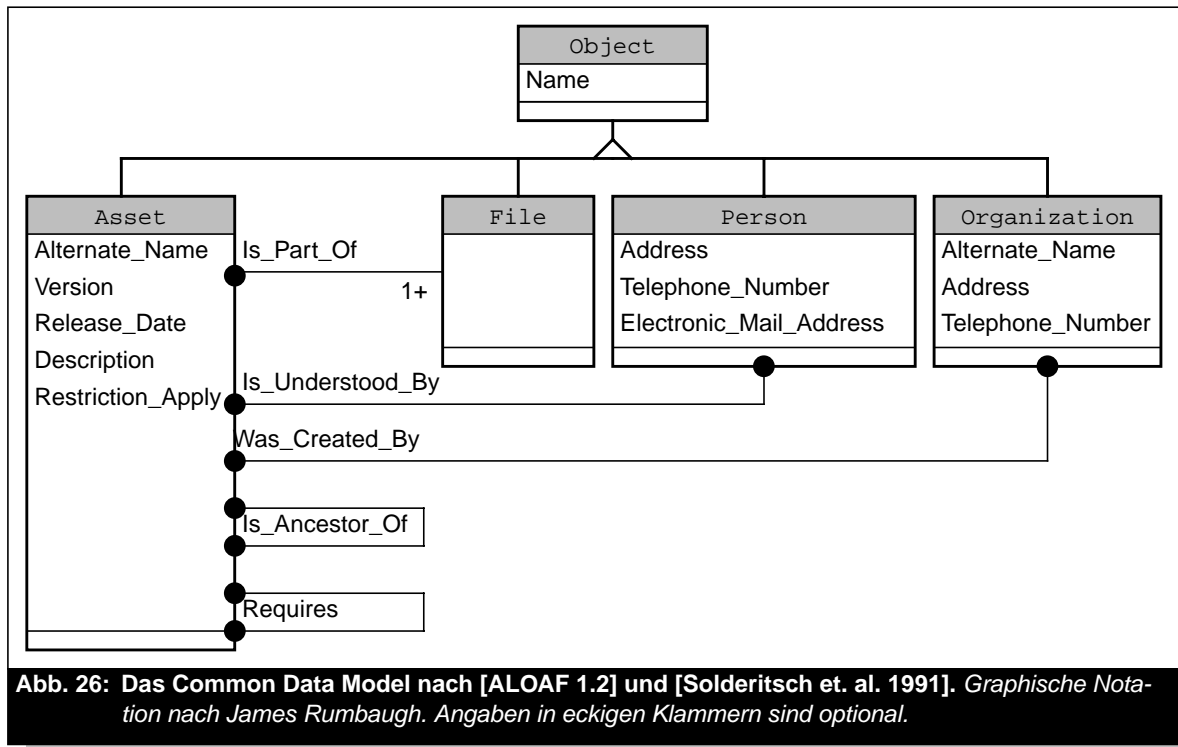 Object
Name
Asset
Alternate_Name
Version
Release_Date
Description
Restriction_Apply
Is_Part_Of
1+
File
Person
Address
Telephone_Number
Electronic_Mail_Address
Organization
Alternate_Name
Address
Telephone_Number
Is_Understood_By
Was_Created_By
Is_Ancestor_Of
Requires
Abb. 26: Das Common Data Model nach [ALOAF 1.2] und [Solderitsch et. al. 1991]. Graphische Nota-
tion nach James Rumbaugh. Angaben in eckigen Klammern sind optional.